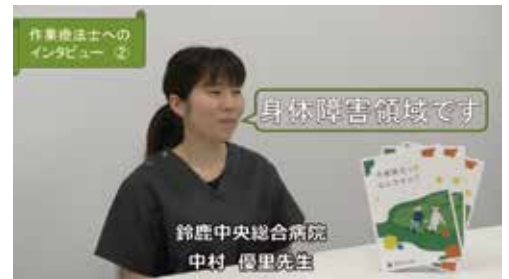 作業療法士への
インタビュー ②
身体障害領域です
鈴鹿中央総合病院
中村 優里先生